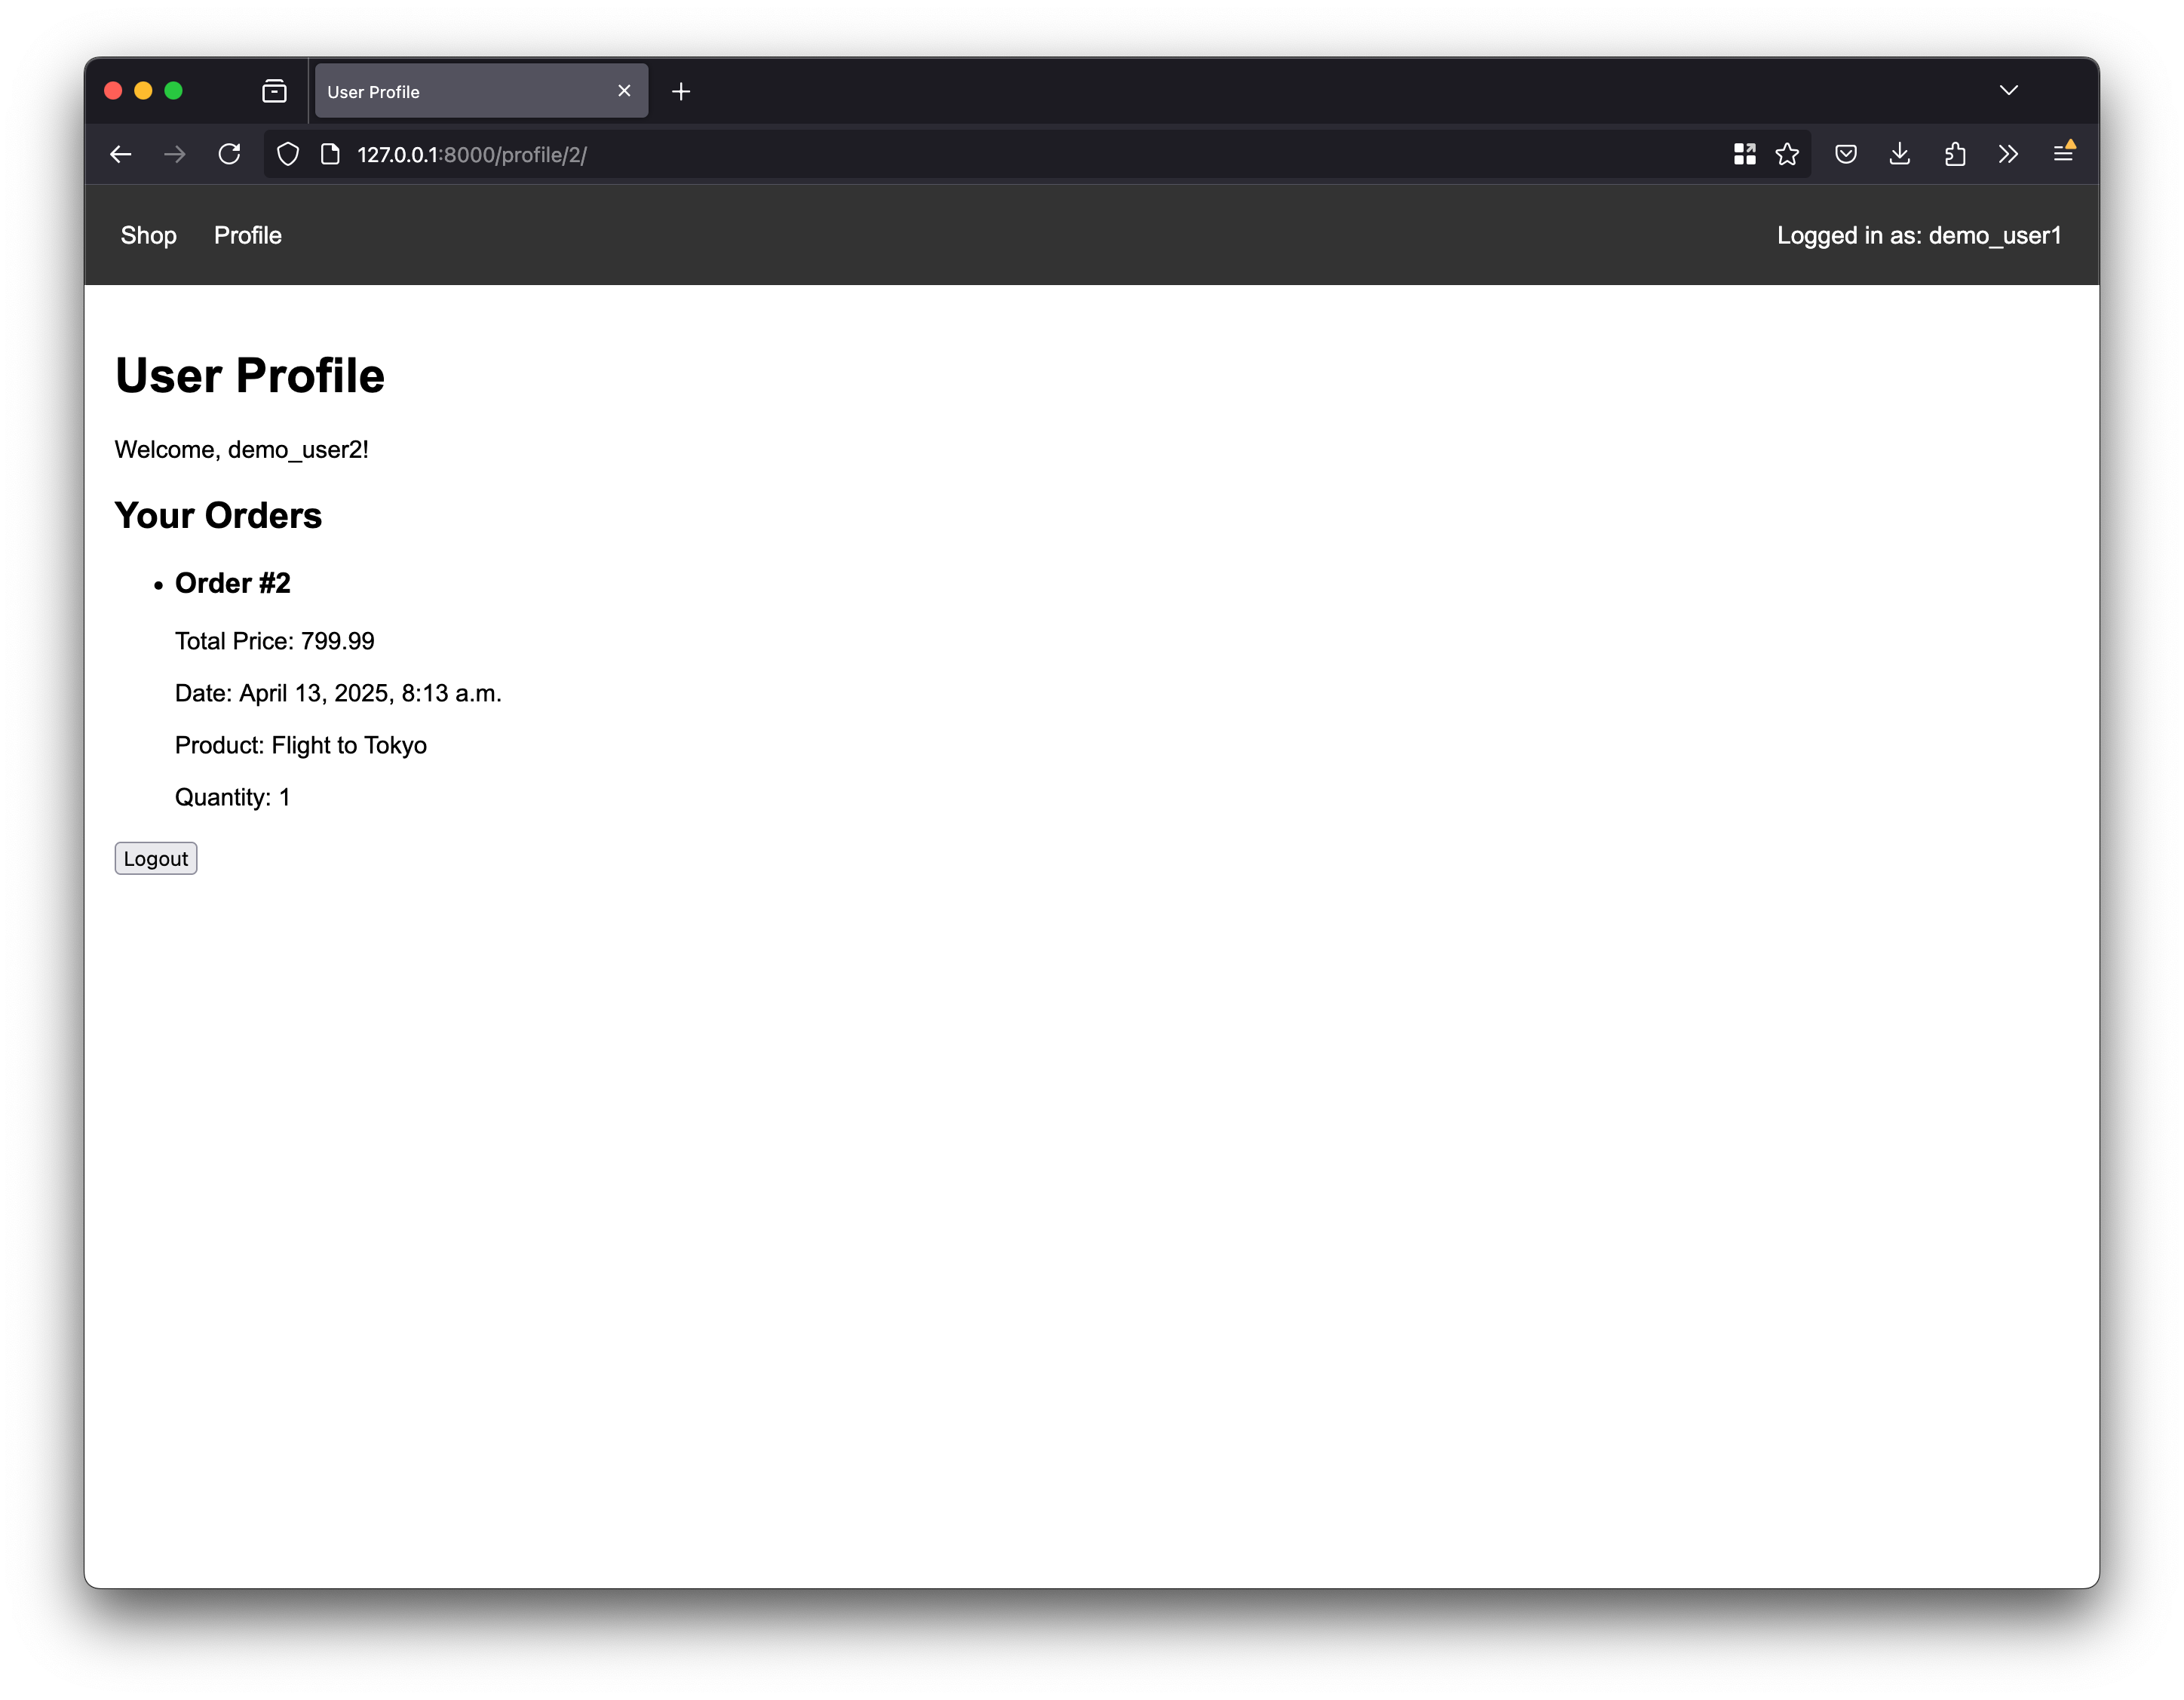 User Profile
127.0.0.1:8000/profile/2/
Shop Profile Logged in as: demo_user1
User Profile
Welcome, demo_user2!
Your Orders
Order #2
Total Price: 799.99
Date: April 13, 2025, 8:13 a.m.
Product: Flight to Tokyo
Quantity: 1
Logout